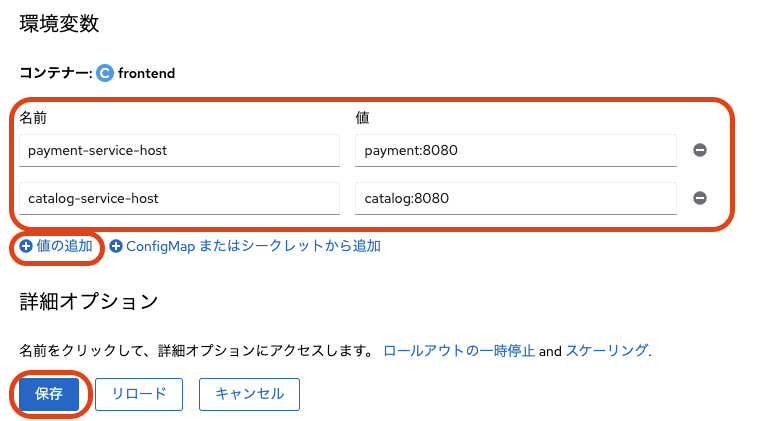 環境変数
コンテナー: C frontend
名前 値
payment-service-host payment:8080
catalog-service-host catalog:8080
値の追加 ConfigMap またはシークレットから追加
詳細オプション
名前をクリックして、詳細オプションにアクセスします。 ロールアウトの一時停止 and スケーリング.
保存 リロード キャンセル